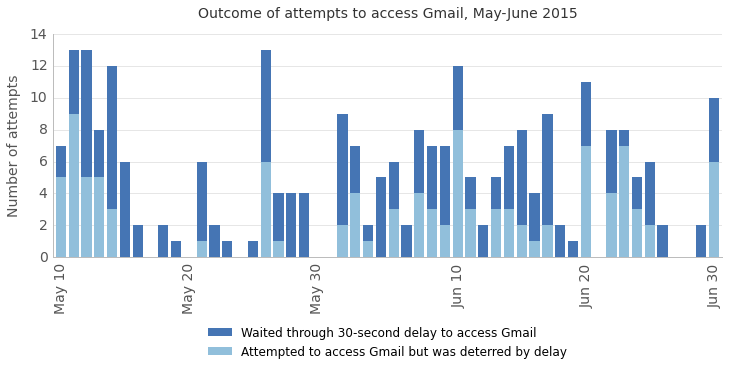 Outcome of attempts to access Gmail, May-June 2015
Number of attempts
14
12
10
8
6
4
2
0
May 10
May 20
May 30
Jun 10
Jun 20
Jun 30
Waited through 30-second delay to access Gmail
Attempted to access Gmail but was deterred by delay